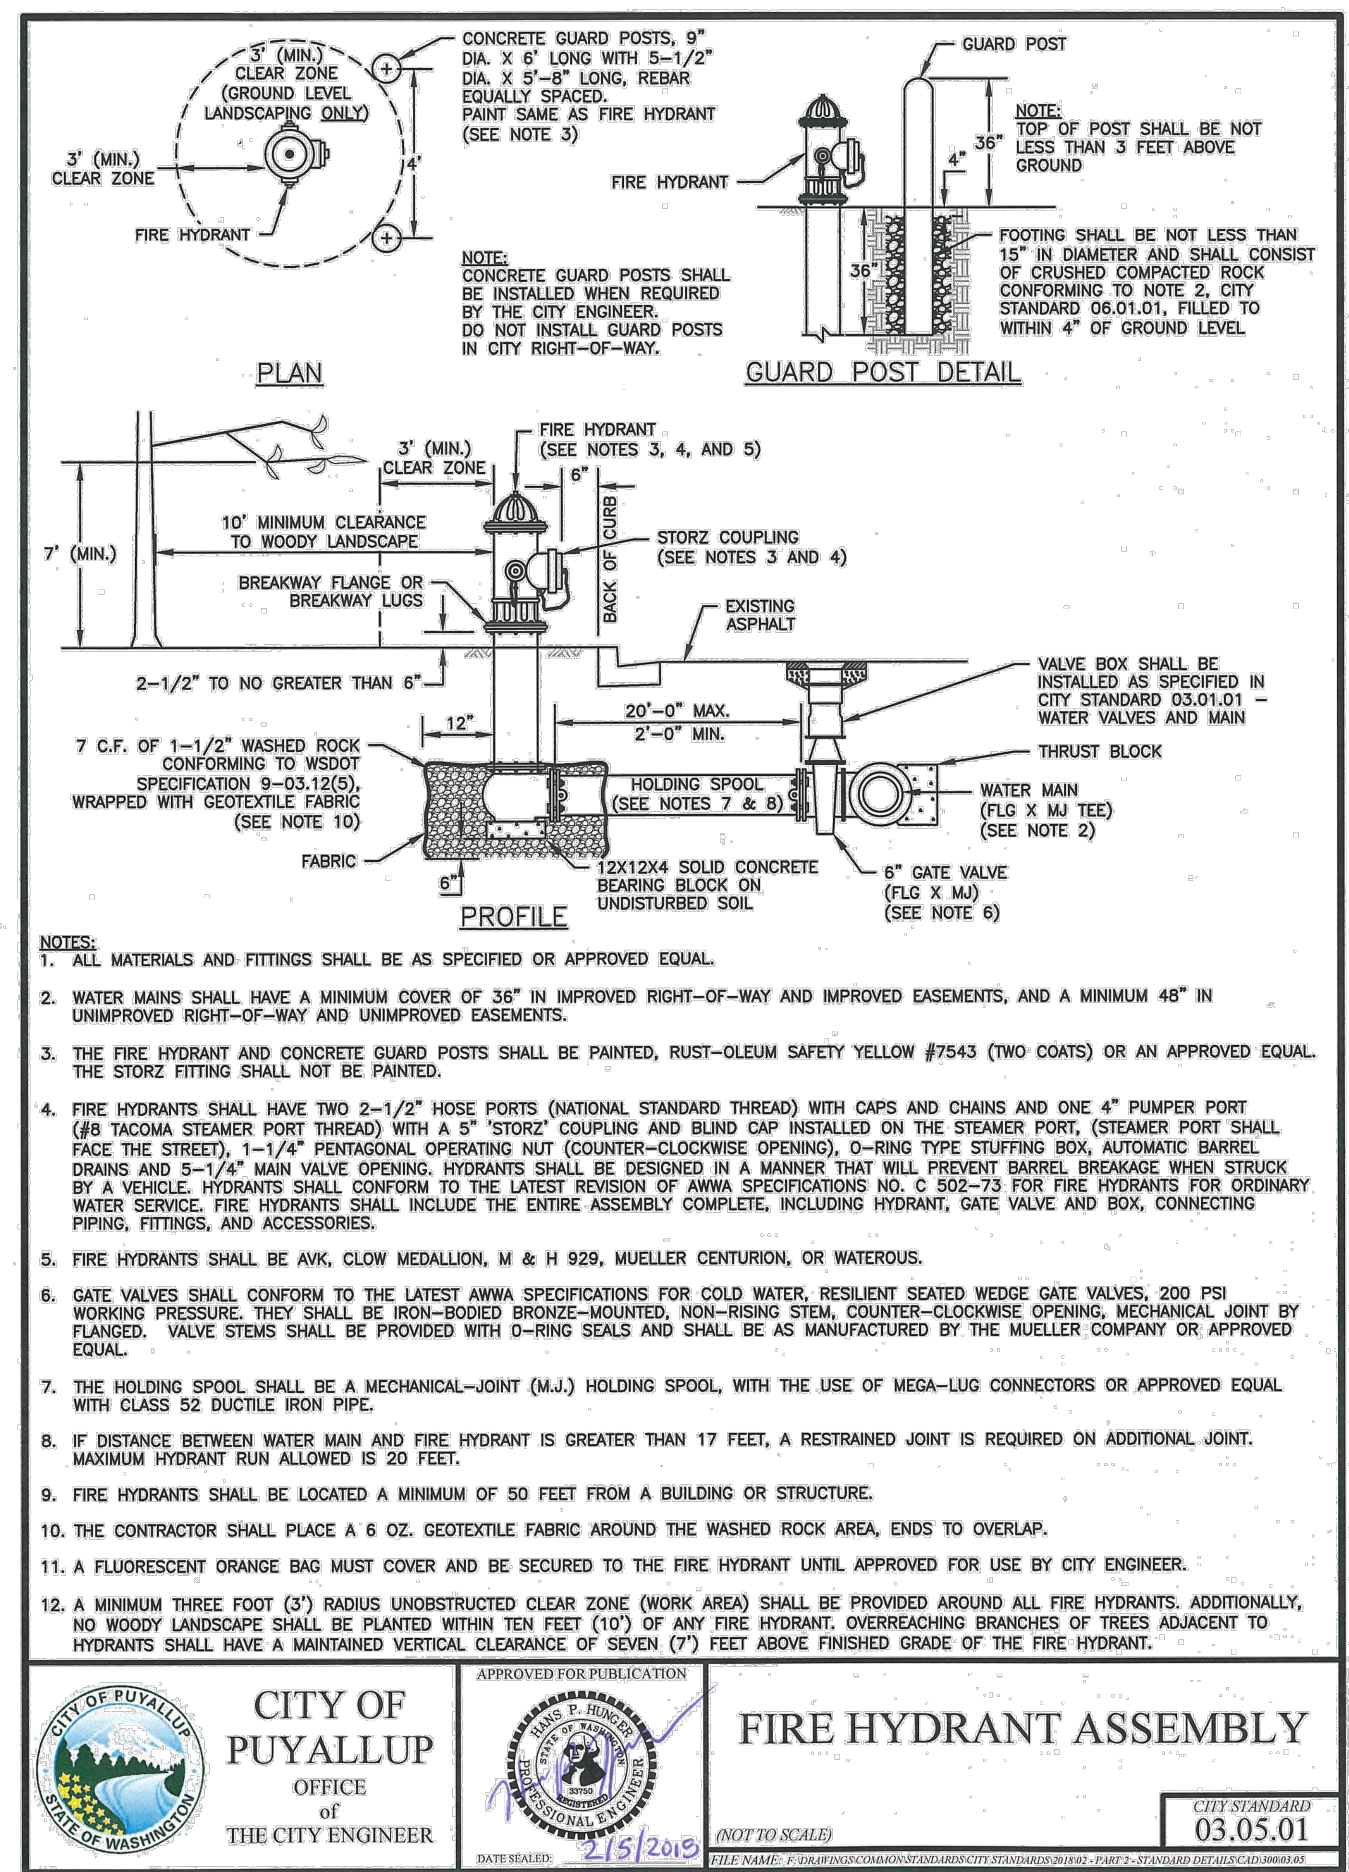 3' (MIN.)
CLEAR ZONE
(GROUND LEVEL
LANDSCAPING ONLY)
3' (MIN.)
CLEAR ZONE
FIRE HYDRANT
4'
CONCRETE GUARD POSTS, 9"
DIA. X 6' LONG WITH 5-1/2"
DIA. X 5'-8" LONG, REBAR
EQUALLY SPACED.
PAINT SAME AS FIRE HYDRANT
(SEE NOTE 3)
NOTE:
CONCRETE GUARD POSTS SHALL
BE INSTALLED WHEN REQUIRED
BY THE CITY ENGINEER.
DO NOT INSTALL GUARD POSTS
IN CITY RIGHT-OF-WAY.
PLAN
GUARD POST
FIRE HYDRANT
36"
4"
36"
NOTE:
TOP OF POST SHALL BE NOT
LESS THAN 3 FEET ABOVE
GROUND
FOOTING SHALL BE NOT LESS THAN
15" IN DIAMETER AND SHALL CONSIST
OF CRUSHED COMPACTED ROCK
CONFORMING TO NOTE 2, CITY
STANDARD 06.01.01, FILLED TO
WITHIN 4" OF GROUND LEVEL
GUARD POST DETAIL
3' (MIN.)
CLEAR ZONE
FIRE HYDRANT
(SEE NOTES 3, 4, AND 5)
6"
BACK OF CURB
10' MINIMUM CLEARANCE
TO WOODY LANDSCAPE
7' (MIN.)
STORZ COUPLING
(SEE NOTES 3 AND 4)
BREAKWAY FLANGE OR
BREAKWAY LUGS
EXISTING
ASPHALT
2-1/2" TO NO GREATER THAN 6"
VALVE BOX SHALL BE
INSTALLED AS SPECIFIED IN
CITY STANDARD 03.01.01 -
WATER VALVES AND MAIN
12"
20'-0" MAX.
2'-0" MIN.
7 C.F. OF 1-1/2" WASHED ROCK
CONFORMING TO WSDOT
SPECIFICATION 9-03.12(5),
WRAPPED WITH GEOTEXTILE FABRIC
(SEE NOTE 10)
THRUST BLOCK
HOLDING SPOOL
(SEE NOTES 7 & 8)
WATER MAIN
(FLG X MJ TEE)
(SEE NOTE 2)
FABRIC
6"
12X12X4 SOLID CONCRETE
BEARING BLOCK ON
UNDISTURBED SOIL
6" GATE VALVE
(FLG X MJ)
(SEE NOTE 6)
PROFILE
NOTES:
1. ALL MATERIALS AND FITTINGS SHALL BE AS SPECIFIED OR APPROVED EQUAL.
2. WATER MAINS SHALL HAVE A MINIMUM COVER OF 36" IN IMPROVED RIGHT-OF-WAY AND IMPROVED EASEMENTS, AND A MINIMUM 48" IN
UNIMPROVED RIGHT-OF-WAY AND UNIMPROVED EASEMENTS.
3. THE FIRE HYDRANT AND CONCRETE GUARD POSTS SHALL BE PAINTED, RUST-OLEUM SAFETY YELLOW #7543 (TWO COATS) OR AN APPROVED EQUAL.
THE STORZ FITTING SHALL NOT BE PAINTED.
4. FIRE HYDRANTS SHALL HAVE TWO 2-1/2" HOSE PORTS (NATIONAL STANDARD THREAD) WITH CAPS AND CHAINS AND ONE 4" PUMPER PORT
(#8 TACOMA STEAMER PORT THREAD) WITH A 5" 'STORZ' COUPLING AND BLIND CAP INSTALLED ON THE STEAMER PORT, (STEAMER PORT SHALL
FACE THE STREET), 1-1/4" PENTAGONAL OPERATING NUT (COUNTER-CLOCKWISE OPENING), O-RING TYPE STUFFING BOX, AUTOMATIC BARREL
DRAINS AND 5-1/4" MAIN VALVE OPENING. HYDRANTS SHALL BE DESIGNED IN A MANNER THAT WILL PREVENT BARREL BREAKAGE WHEN STRUCK
BY A VEHICLE. HYDRANTS SHALL CONFORM TO THE LATEST REVISION OF AWWA SPECIFICATIONS NO. C 502-73 FOR FIRE HYDRANTS FOR ORDINARY
WATER SERVICE. FIRE HYDRANTS SHALL INCLUDE THE ENTIRE ASSEMBLY COMPLETE, INCLUDING HYDRANT, GATE VALVE AND BOX, CONNECTING
PIPING, FITTINGS, AND ACCESSORIES.
5. FIRE HYDRANTS SHALL BE AVK, CLOW MEDALLION, M & H 929, MUELLER CENTURION, OR WATEROUS.
6. GATE VALVES SHALL CONFORM TO THE LATEST AWWA SPECIFICATIONS FOR COLD WATER, RESILIENT SEATED WEDGE GATE VALVES, 200 PSI
WORKING PRESSURE. THEY SHALL BE IRON-BODIED BRONZE-MOUNTED, NON-RISING STEM, COUNTER-CLOCKWISE OPENING, MECHANICAL JOINT BY
FLANGED. VALVE STEMS SHALL BE PROVIDED WITH O-RING SEALS AND SHALL BE AS MANUFACTURED BY THE MUELLER COMPANY OR APPROVED
EQUAL.
7. THE HOLDING SPOOL SHALL BE A MECHANICAL-JOINT (M.J.) HOLDING SPOOL, WITH THE USE OF MEGA-LUG CONNECTORS OR APPROVED EQUAL
WITH CLASS 52 DUCTILE IRON PIPE.
8. IF DISTANCE BETWEEN WATER MAIN AND FIRE HYDRANT IS GREATER THAN 17 FEET, A RESTRAINED JOINT IS REQUIRED ON ADDITIONAL JOINT.
MAXIMUM HYDRANT RUN ALLOWED IS 20 FEET.
9. FIRE HYDRANTS SHALL BE LOCATED A MINIMUM OF 50 FEET FROM A BUILDING OR STRUCTURE.
10. THE CONTRACTOR SHALL PLACE A 6 OZ. GEOTEXTILE FABRIC AROUND THE WASHED ROCK AREA, ENDS TO OVERLAP.
11. A FLUORESCENT ORANGE BAG MUST COVER AND BE SECURED TO THE FIRE HYDRANT UNTIL APPROVED FOR USE BY CITY ENGINEER.
12. A MINIMUM THREE FOOT (3') RADIUS UNOBSTRUCTED CLEAR ZONE (WORK AREA) SHALL BE PROVIDED AROUND ALL FIRE HYDRANTS. ADDITIONALLY,
NO WOODY LANDSCAPE SHALL BE PLANTED WITHIN TEN FEET (10') OF ANY FIRE HYDRANT. OVERREACHING BRANCHES OF TREES ADJACENT TO
HYDRANTS SHALL HAVE A MAINTAINED VERTICAL CLEARANCE OF SEVEN (7') FEET ABOVE FINISHED GRADE OF THE FIRE HYDRANT.
CITY OF PUYALLUP
STATE OF WASHINGTON
CITY OF
PUYALLUP
OFFICE
of
THE CITY ENGINEER
APPROVED FOR PUBLICATION
HANS P. HUNGER
STATE OF WASHINGTON
33750
REGISTERED
PROFESSIONAL ENGINEER
DATE SEALED:
FIRE HYDRANT ASSEMBLY
(NOT TO SCALE)
CITY STANDARD
03.05.01
FILE NAME: F: DRAWINGS\COMMON\STANDARDS\CITY STANDARDS\2018\02 - PART 2 - STANDARD DETAILS\CAD\300\03.05